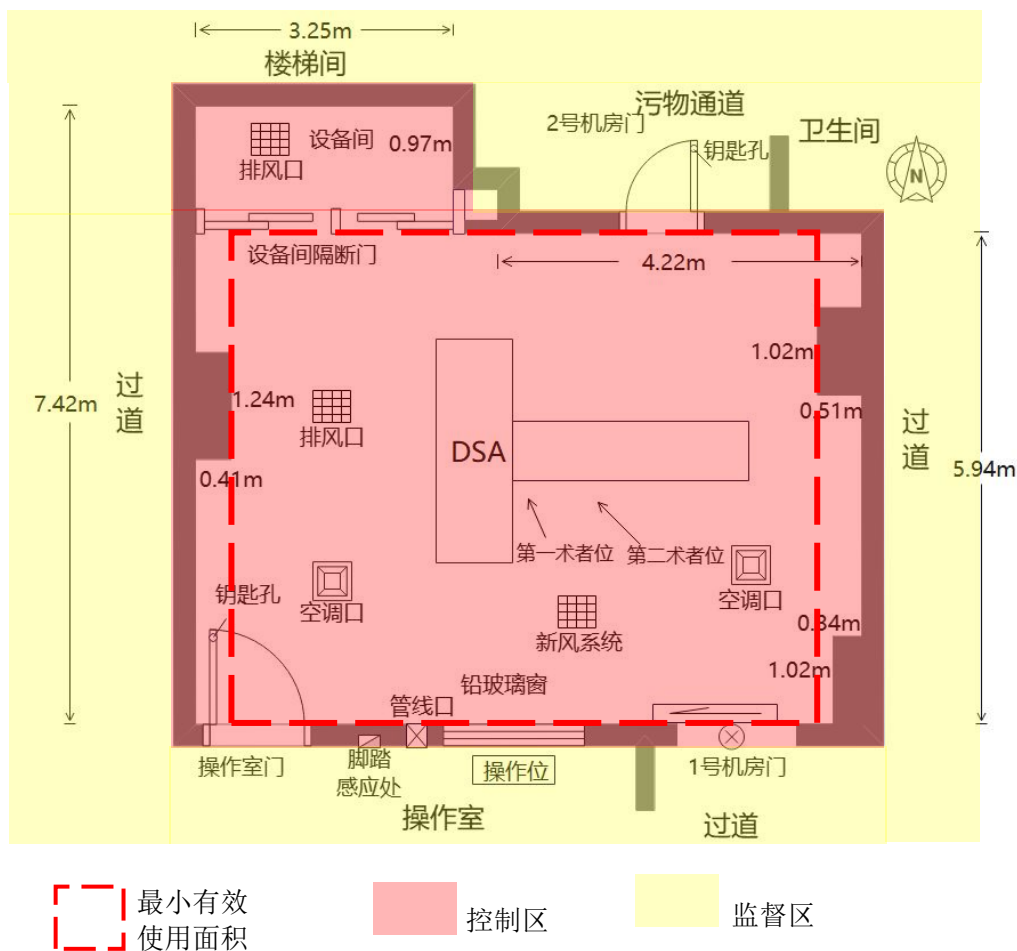 3.25m
楼梯间
污物通道
2号机房门
卫生间
设备间
0.97m
钥匙孔
排风口
N
设备间隔断门
4.22m
1.02m
过道
7.42m
1.24m
0.51m
过道
排风口
DSA
5.94m
0.41m
第一术者位
第二术者位
钥匙孔
空调口
空调口
新风系统
0.34m
1.02m
铅玻璃窗
管线口
操作室门
脚踏
感应处
操作位
1号机房门
操作室
过道
最小有效
使用面积
控制区
监督区